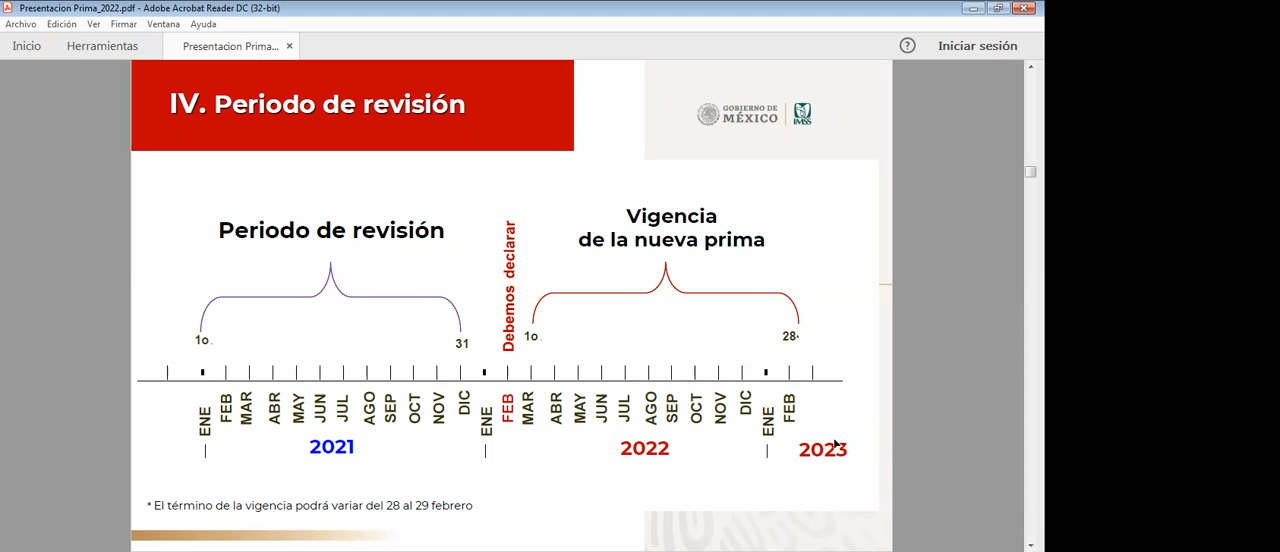 Presentacion Prima_2022.pdf - Adobe Acrobat Reader DC (32-bit)
Archivo Edición Ver Firmar Ventana Ayuda
Inicio Herramientas Presentacion Prima... × ? Iniciar sesión
IV. Periodo de revisión
GOBIERNO DE
MÉXICO
IMSS
Periodo de revisión
Debemos declarar
Vigencia
de la nueva prima
1o. 31 1o. 28*
ENE FEB MAR ABR MAY JUN JUL AGO SEP OCT NOV DIC ENE FEB MAR ABR MAY JUN JUL AGO SEP OCT NOV DIC ENE FEB
2021 2022 2023
* El término de la vigencia podrá variar del 28 al 29 febrero